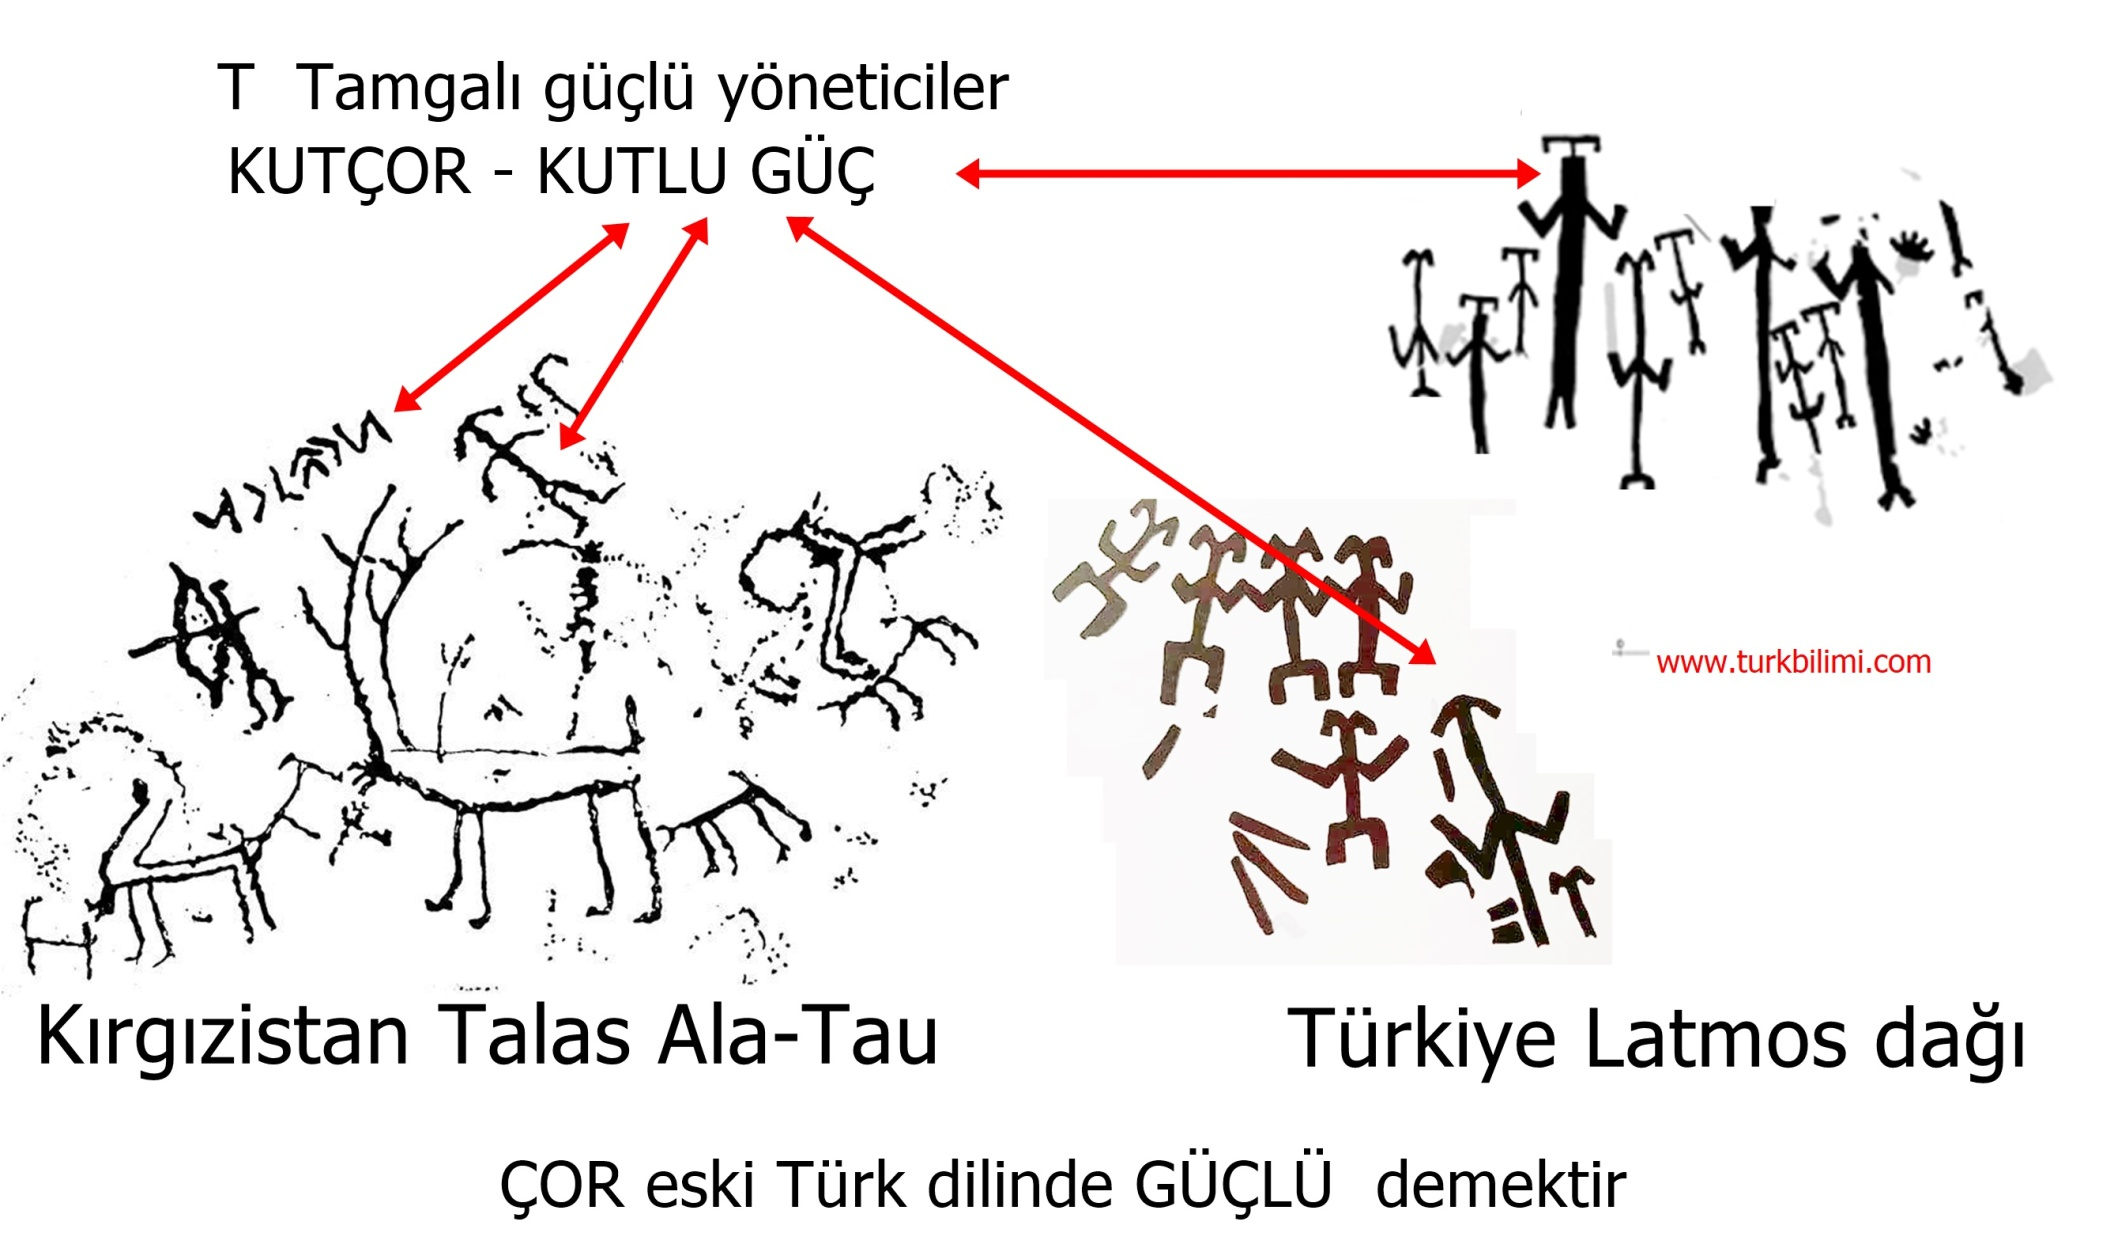 T Tamgalı güçlü yöneticiler
KUTÇOR - KUTLU GÜÇ
www.turkbilimi.com
Kırgızistan Talas Ala-Tau
Türkiye Latmos dağı
ÇOR eski Türk dilinde GÜÇLÜ demektir